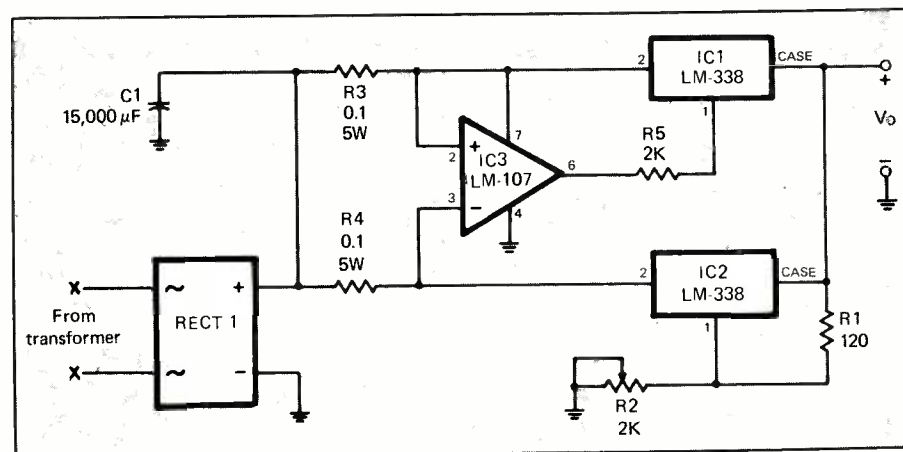 C1
15,000 µF
R3
0.1
5W
2
IC1
LM-338
CASE
1
+
Vo
−
+
2
7
IC3
LM-107
6
3
−
4
R5
2K
R4
0.1
5W
2
IC2
LM-338
CASE
1
R1
120
X
From
transformer
X
~
+
RECT 1
~
−
R2
2K